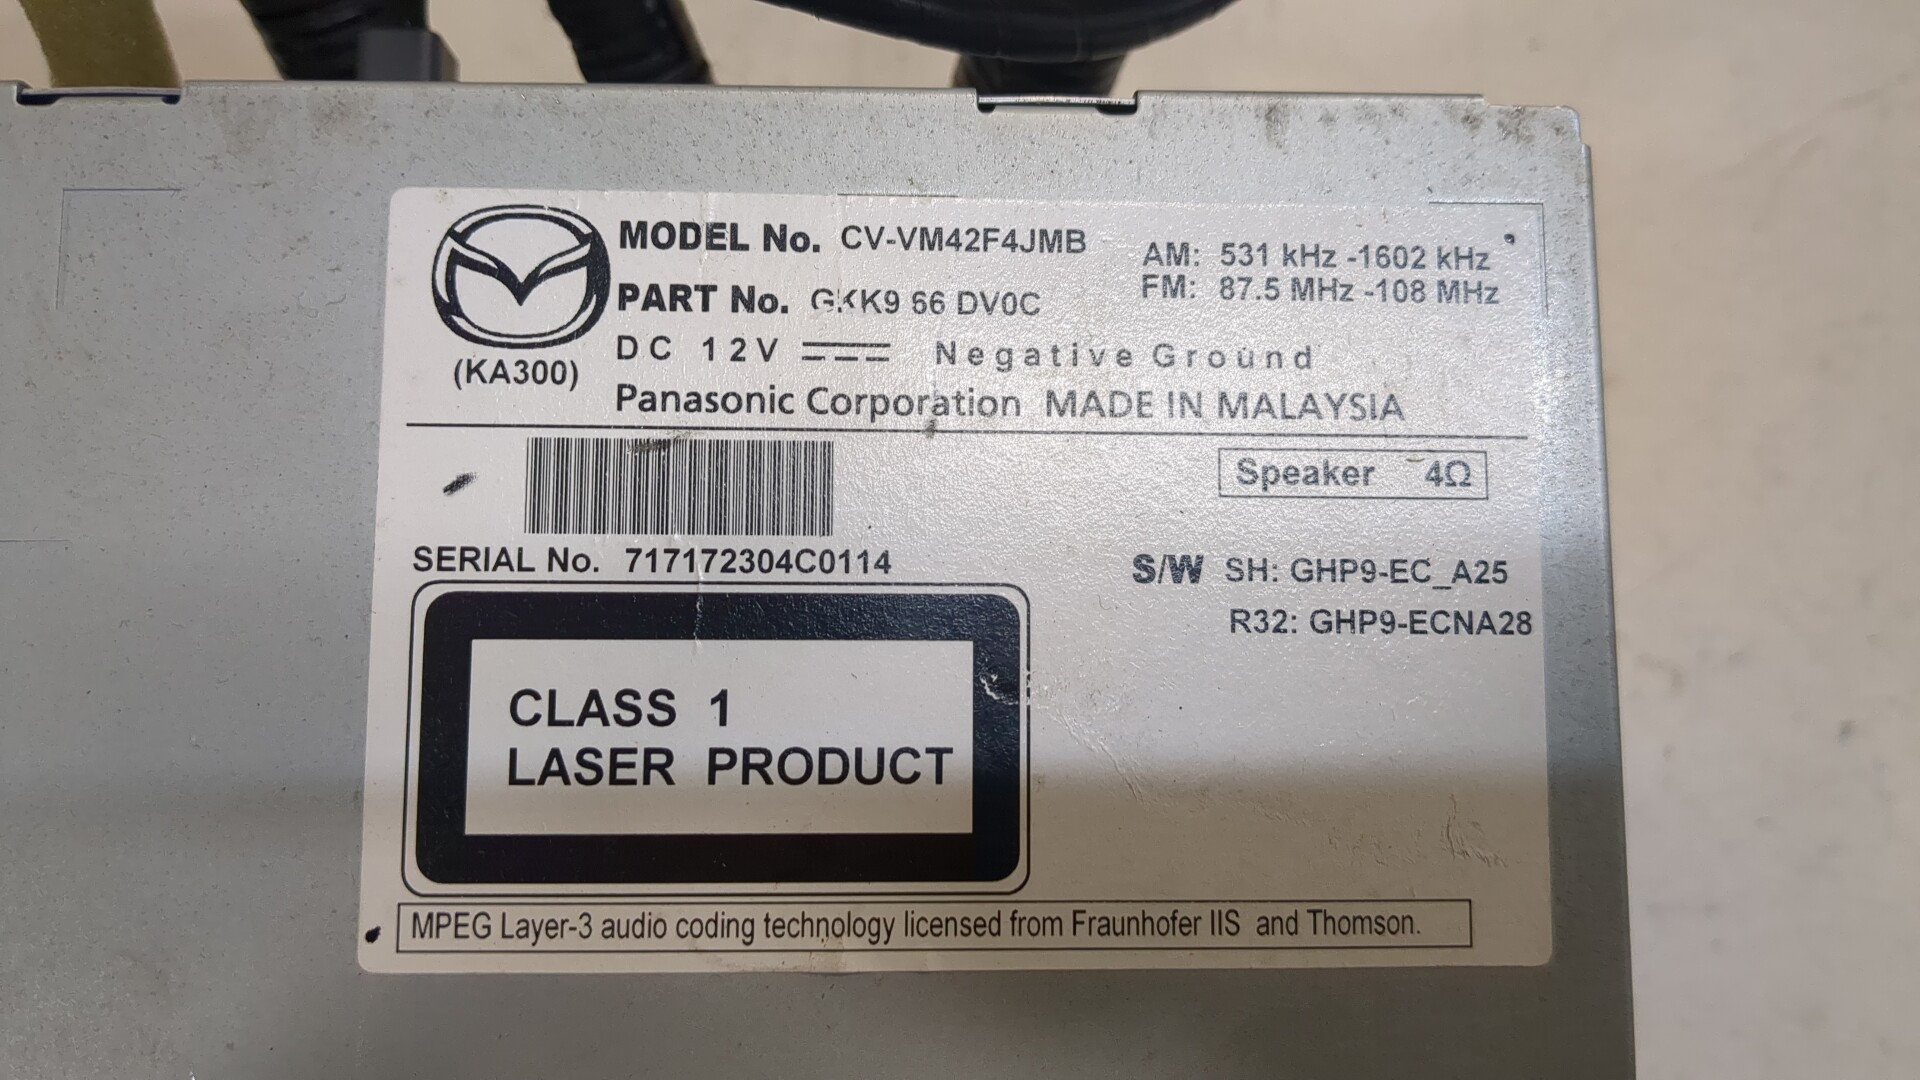 MODEL No. CV-VM42F4JMB
AM: 531 kHz -1602 kHz
PART No. GKK9 66 DV0C
FM: 87.5 MHz -108 MHz
(KA300)
DC 12V Negative Ground
Panasonic Corporation MADE IN MALAYSIA
Speaker 4Ω
SERIAL No. 717172304C0114
S/W SH: GHP9-EC_A25
R32: GHP9-ECNA28
CLASS 1
LASER PRODUCT
MPEG Layer-3 audio coding technology licensed from Fraunhofer IIS and Thomson.